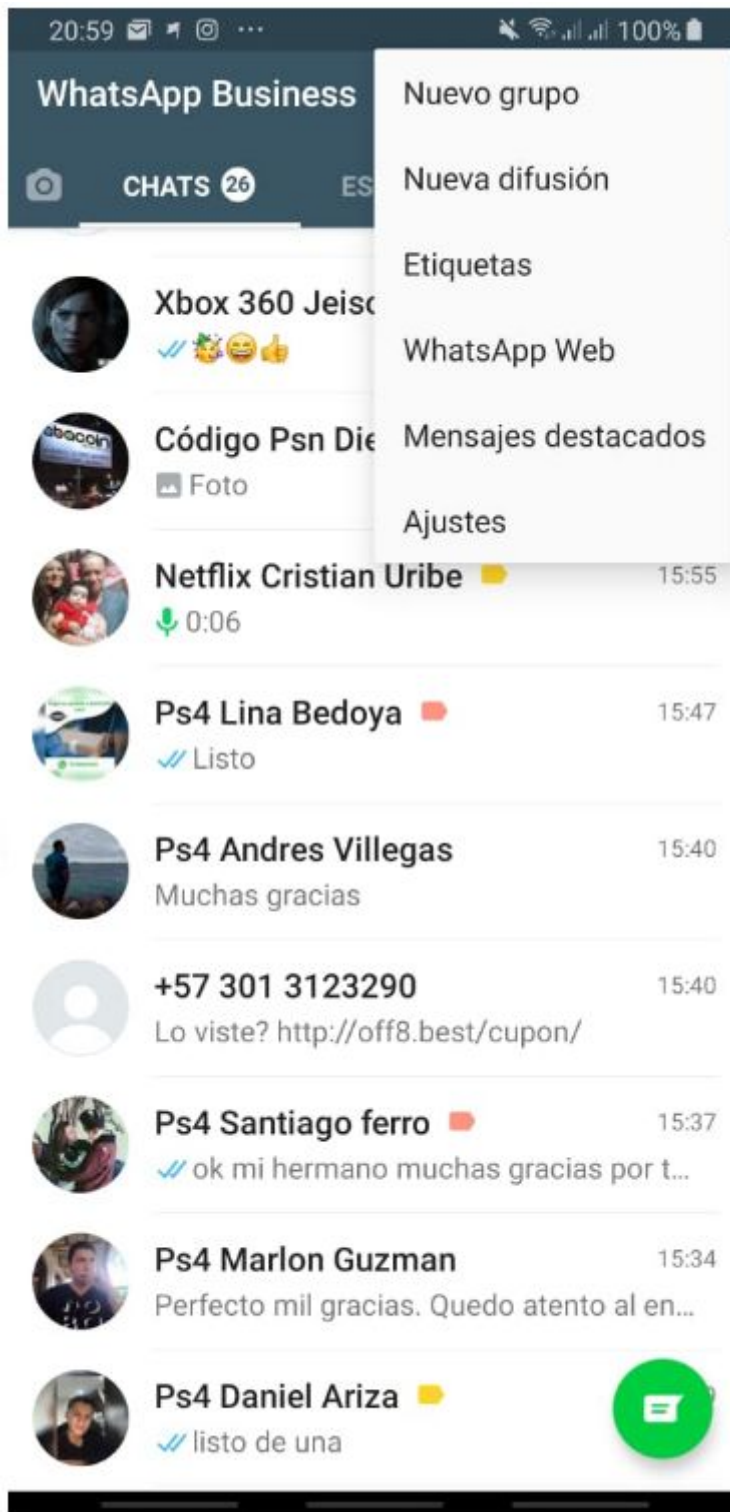 20:59 ... 100%
WhatsApp Business
CHATS 26 ES
Nuevo grupo
Nueva difusión
Etiquetas
WhatsApp Web
Mensajes destacados
Ajustes
Xbox 360 Jeisc
Código Psn Die
Foto
Netflix Cristian Uribe 15:55
0:06
Ps4 Lina Bedoya 15:47
Listo
Ps4 Andres Villegas 15:40
Muchas gracias
+57 301 3123290 15:40
Lo viste? http://off8.best/cupon/
Ps4 Santiago ferro 15:37
ok mi hermano muchas gracias por t...
Ps4 Marlon Guzman 15:34
Perfecto mil gracias. Quedo atento al en...
Ps4 Daniel Ariza
listo de una